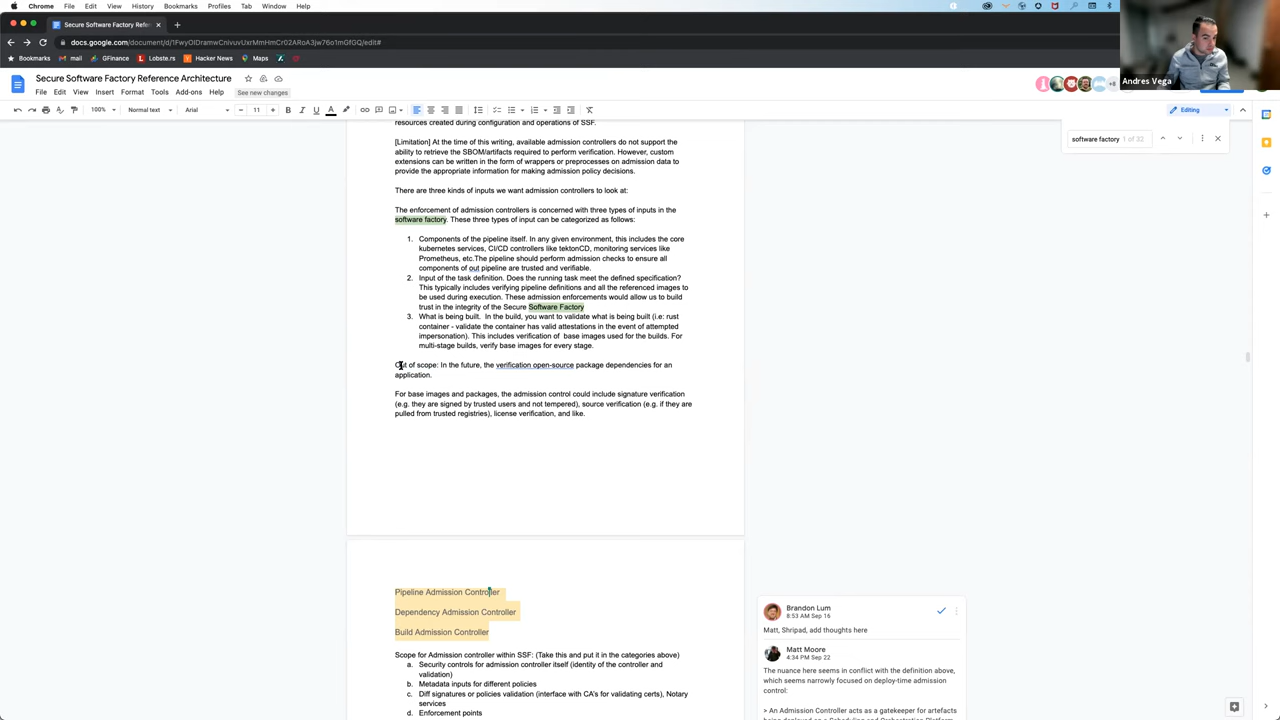 Chrome File Edit View History Bookmarks Profiles Tab Window Help
Secure Software Factory Refer
docs.google.com/document/d/1FwyOIDramwCnivuvUxrMmHmCr02ARoA3jw76o1mGfGQ/edit#
Bookmarks mail GFinance Lobste.rs Hacker News Maps
Andres Vega
Secure Software Factory Reference Architecture
+8
File Edit View Insert Format Tools Add-ons Help See new changes
100% Normal text Arial 11 Editing
software factory 1 of 32
resources created during configuration and operations of SSF.
[Limitation] At the time of this writing, available admission controllers do not support the
ability to retrieve the SBOM/artifacts required to perform verification. However, custom
extensions can be written in the form of wrappers or preprocesses on admission data to
provide the appropriate information for making admission policy decisions.
There are three kinds of inputs we want admission controllers to look at:
The enforcement of admission controllers is concerned with three types of inputs in the
software factory. These three types of input can be categorized as follows:
1. Components of the pipeline itself. In any given environment, this includes the core
kubernetes services, CI/CD controllers like tektonCD, monitoring services like
Prometheus, etc.The pipeline should perform admission checks to ensure all
components of out pipeline are trusted and verifiable.
2. Input of the task definition. Does the running task meet the defined specification?
This typically includes verifying pipeline definitions and all the referenced images to
be used during execution. These admission enforcements would allow us to build
trust in the integrity of the Secure Software Factory
3. What is being built. In the build, you want to validate what is being built (i.e: rust
container - validate the container has valid attestations in the event of attempted
impersonation). This includes verification of base images used for the builds. For
multi-stage builds, verify base images for every stage.
Out of scope: In the future, the verification open-source package dependencies for an
application.
For base images and packages, the admission control could include signature verification
(e.g. they are signed by trusted users and not tempered), source verification (e.g. if they are
pulled from trusted registries), license verification, and like.
Pipeline Admission Controller
Dependency Admission Controller
Build Admission Controller
Scope for Admission controller within SSF: (Take this and put it in the categories above)
a. Security controls for admission controller itself (identity of the controller and
validation)
b. Metadata inputs for different policies
c. Diff signatures or policies validation (interface with CA's for validating certs), Notary
services
d. Enforcement points
Brandon Lum
8:53 AM Sep 16
Matt, Shripad, add thoughts here
Matt Moore
4:34 PM Sep 22
The nuance here seems in conflict with the definition above,
which seems narrowly focused on deploy-time admission
control:
> An Admission Controller acts as a gatekeeper for artefacts
being deployed on a Scheduling and Orchestration Platform